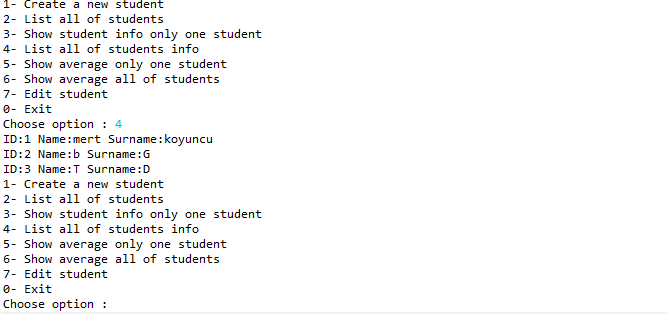 1- Create a new student
2- List all of students
3- Show student info only one student
4- List all of students info
5- Show average only one student
6- Show average all of students
7- Edit student
0- Exit
Choose option : 4
ID:1 Name:mert Surname:koyuncu
ID:2 Name:b Surname:G
ID:3 Name:T Surname:D
1- Create a new student
2- List all of students
3- Show student info only one student
4- List all of students info
5- Show average only one student
6- Show average all of students
7- Edit student
0- Exit
Choose option :